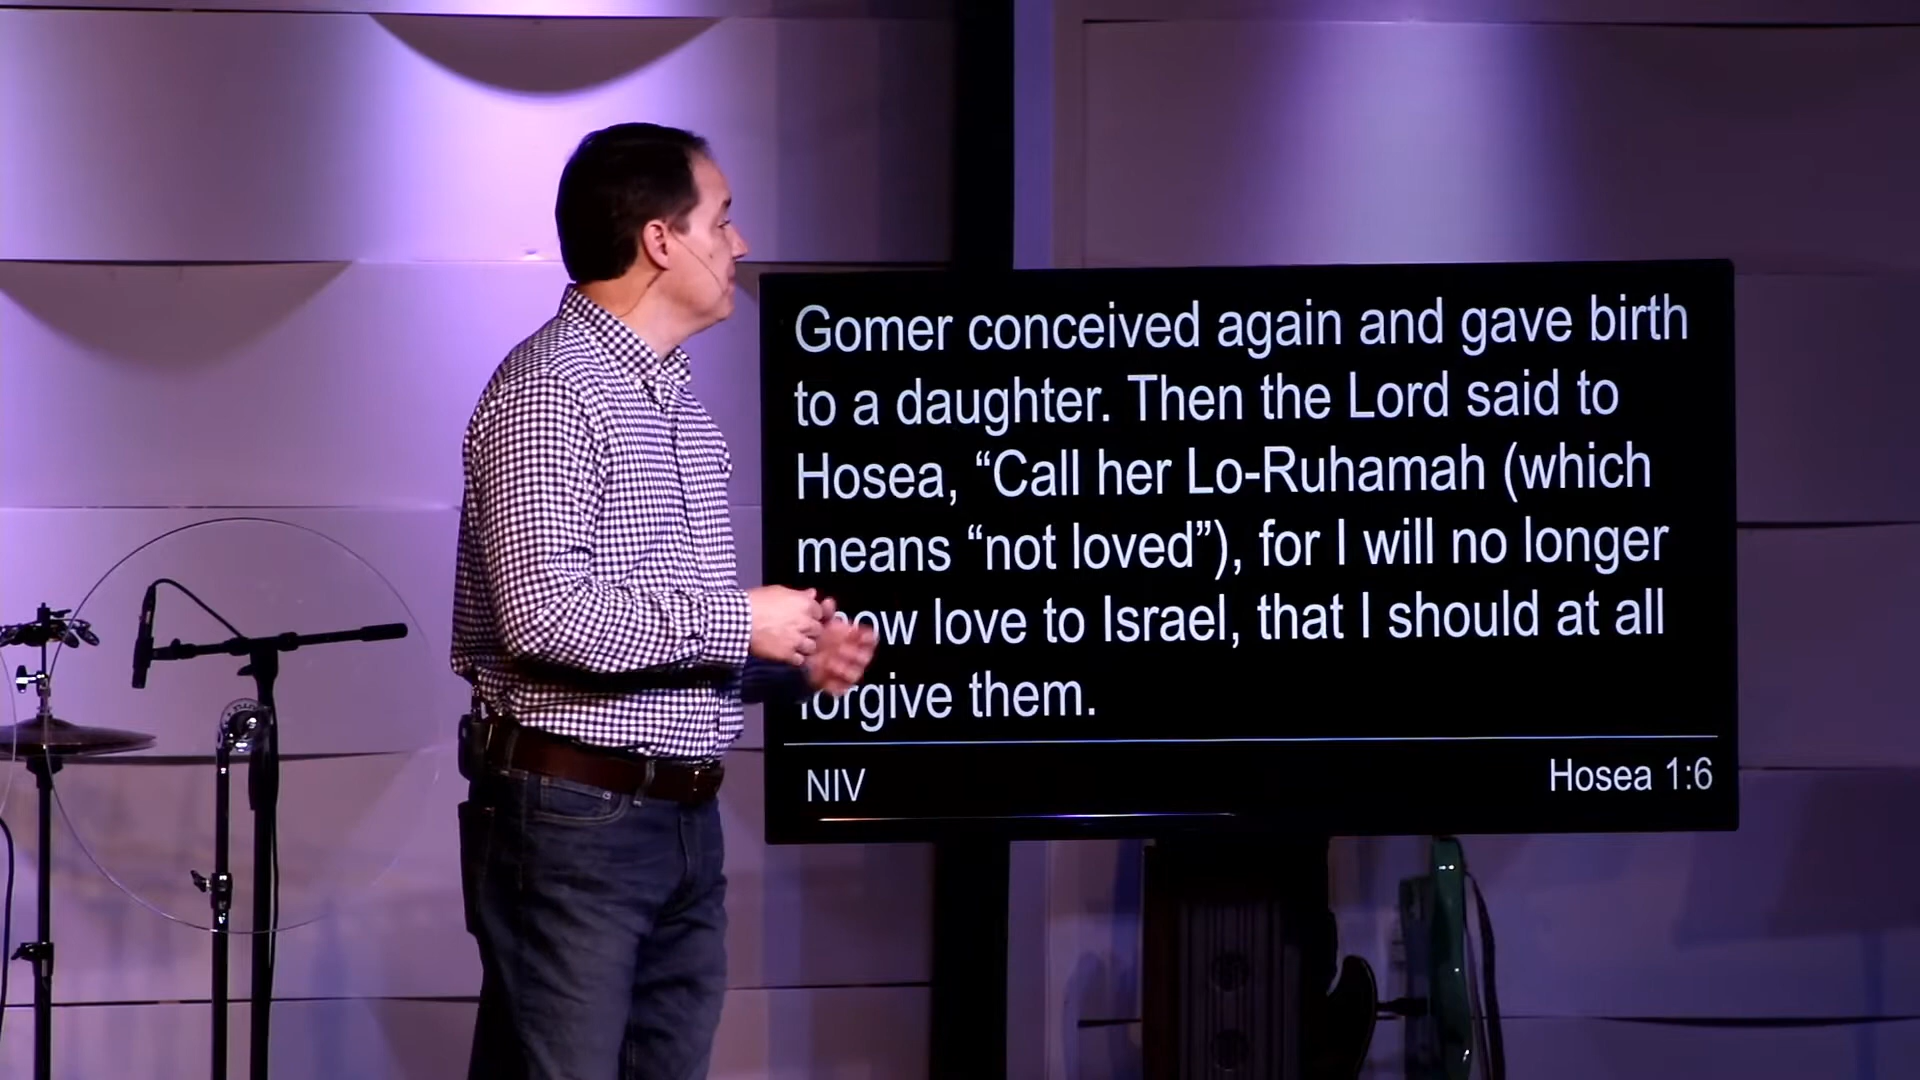 Gomer conceived again and gave birth
to a daughter. Then the Lord said to
Hosea, “Call her Lo-Ruhamah (which
means “not loved”), for I will no longer
love to Israel, that I should at all
them.
NIV
Hosea 1:6